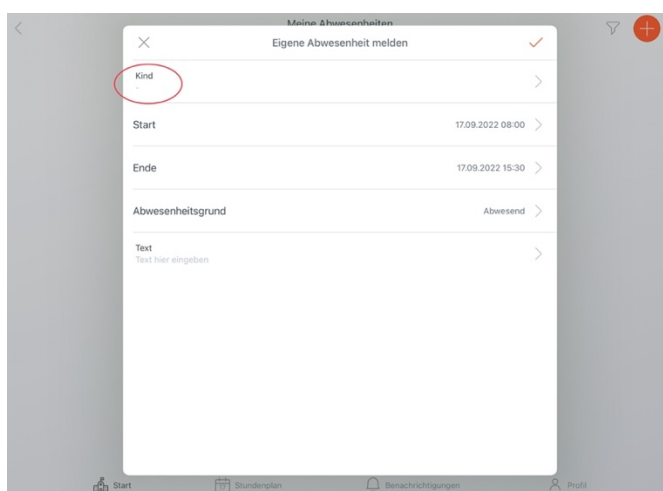 Meine Abwesenheiten
Eigene Abwesenheit melden
Kind
-
Start 17.09.2022 08:00
Ende 17.09.2022 15:30
Abwesenheitsgrund Abwesend
Text
Text hier eingeben
Start Stundenplan Benachrichtigungen Profil